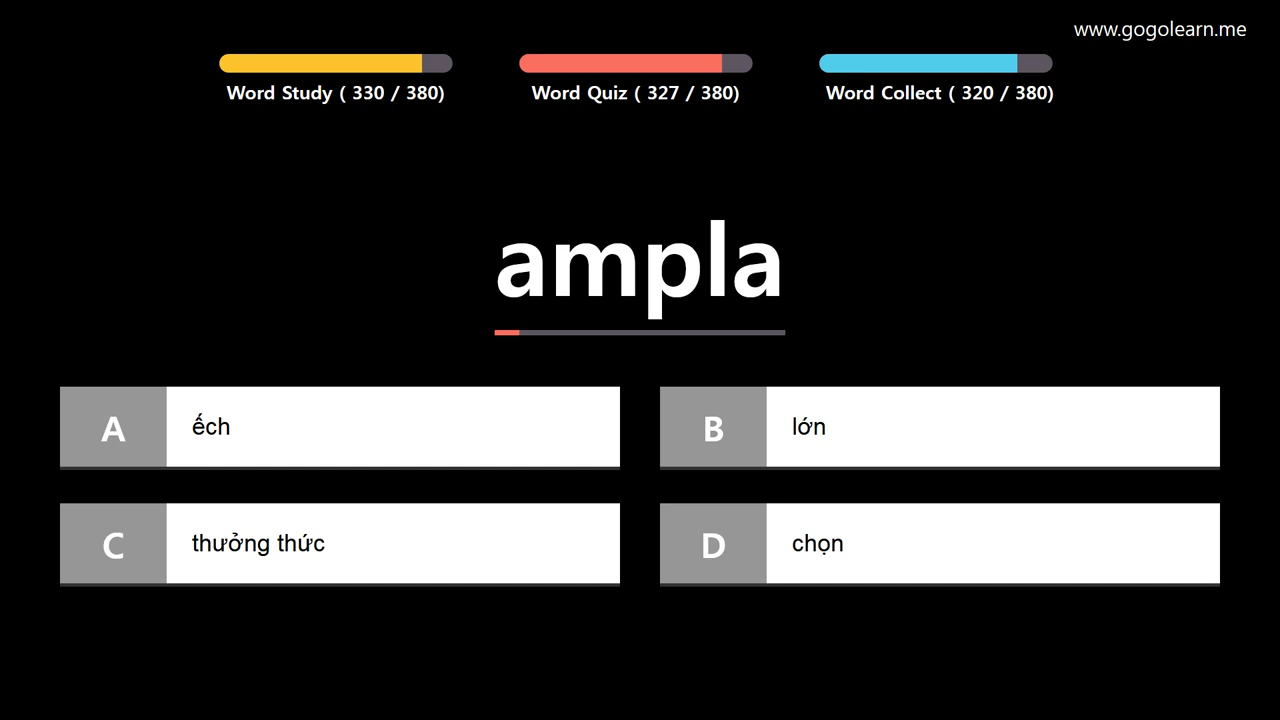 www.gogolearn.me
Word Study ( 330 / 380)
Word Quiz ( 327 / 380)
Word Collect ( 320 / 380)
ampla
A
ếch
B
lớn
C
thưởng thức
D
chọn